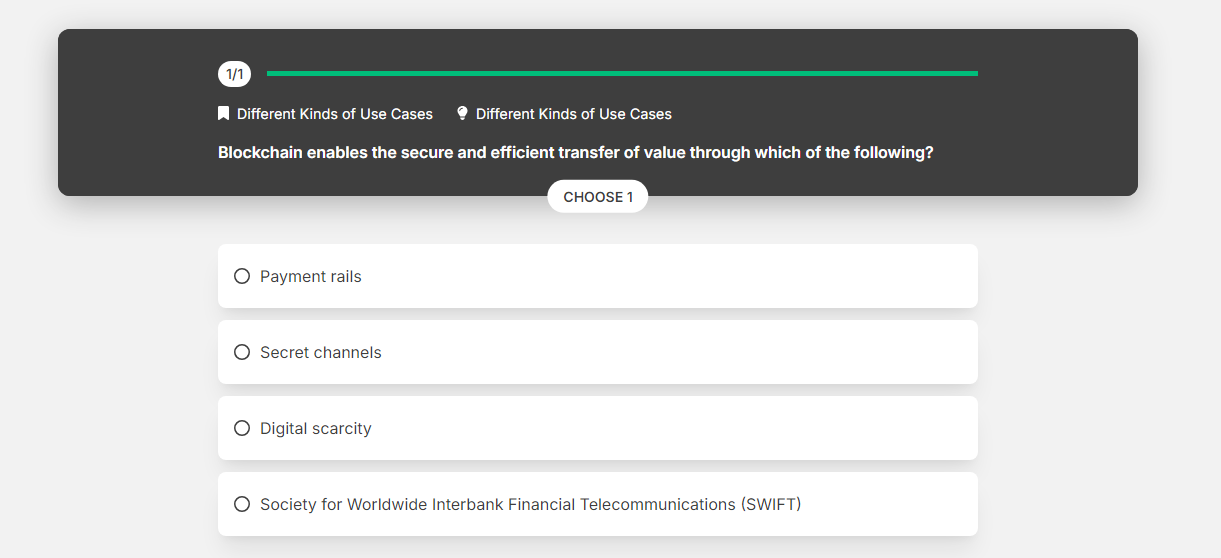 1/1
Different Kinds of Use Cases Different Kinds of Use Cases
Blockchain enables the secure and efficient transfer of value through which of the following?
CHOOSE 1
Payment rails
Secret channels
Digital scarcity
Society for Worldwide Interbank Financial Telecommunications (SWIFT)